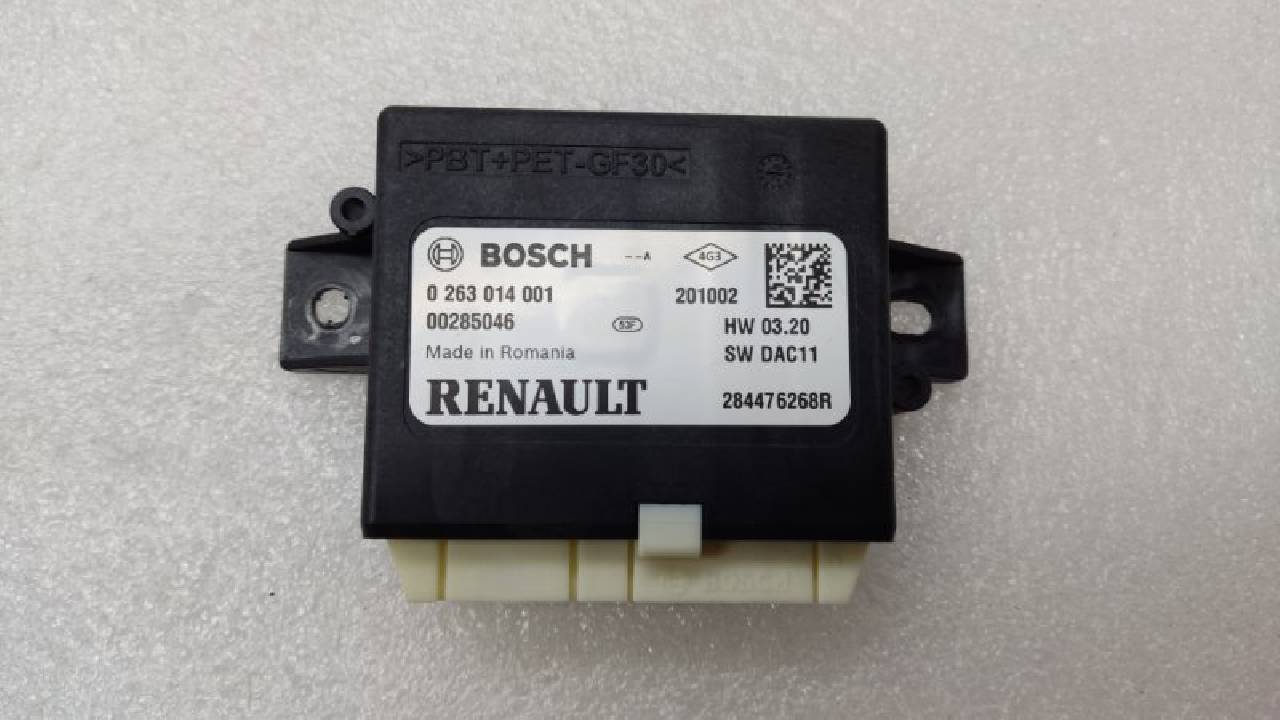 >PBT+PET-GF30<
BOSCH --A 4G3
0 263 014 001 201002
00285046 53F HW 03.20
Made in Romania SW DAC11
RENAULT 284476268R